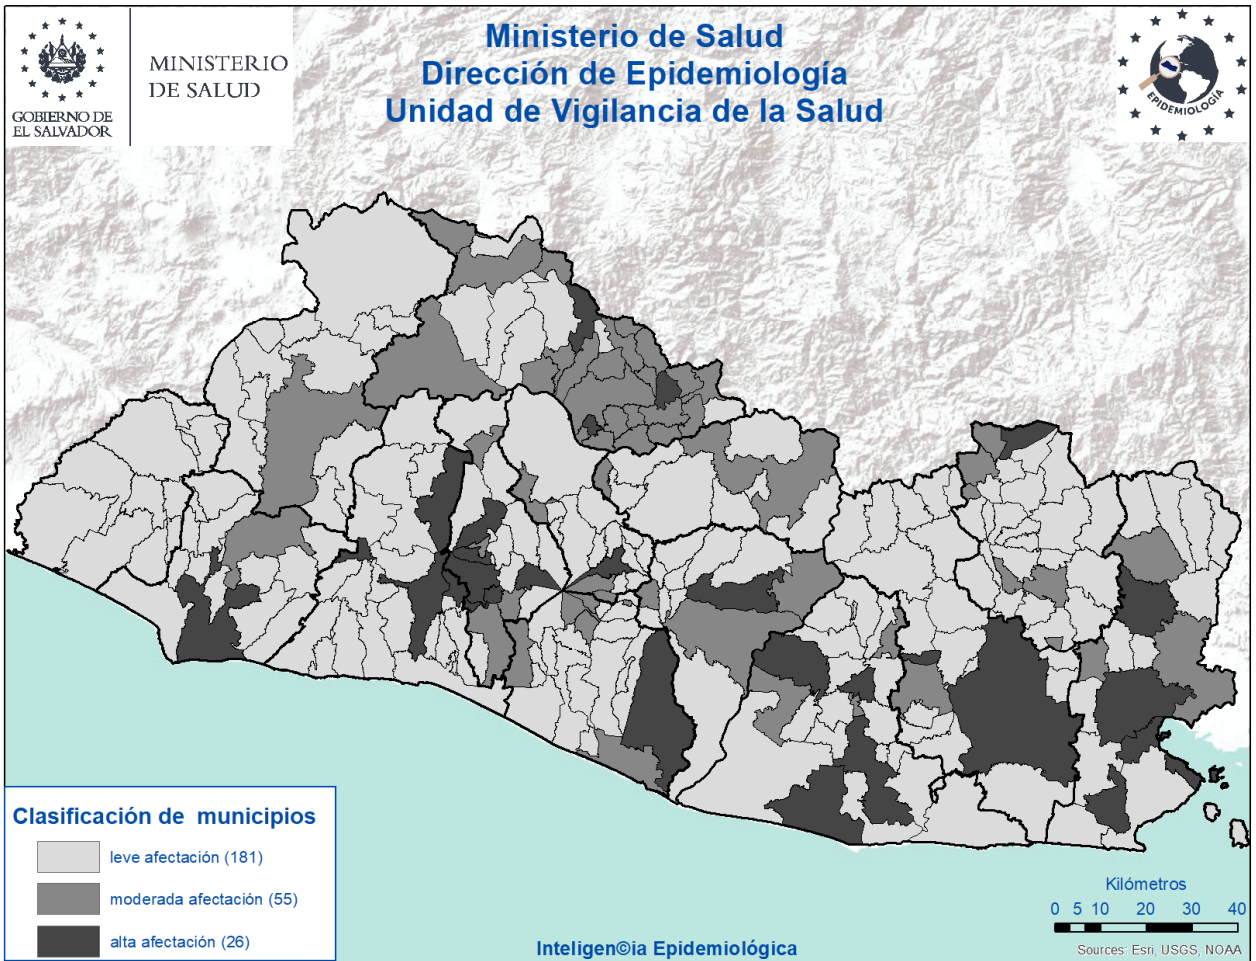 GOBIERNO DE
EL SALVADOR
MINISTERIO
DE SALUD
Ministerio de Salud
Dirección de Epidemiología
Unidad de Vigilancia de la Salud
EPIDEMIOLOGÍA
Clasificación de municipios
leve afectación (181)
moderada afectación (55)
alta afectación (26)
Inteligen©ia Epidemiológica
Kilómetros
0 5 10 20 30 40
Sources: Esri, USGS, NOAA